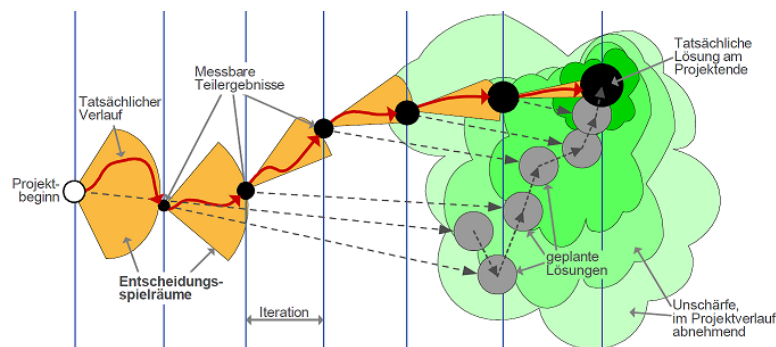 Tatsächlicher
Verlauf
Messbare
Teilergebnisse
Tatsächliche
Lösung am
Projektende
Projekt-
beginn
Entscheidungs-
spielräume
Iteration
geplante
Lösungen
Unschärfe,
im Projektverlauf
abnehmend